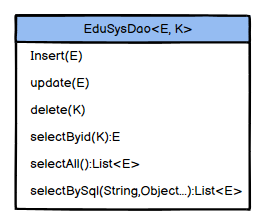 EduSysDao<E, K>
Insert(E)
update(E)
delete(K)
selectByid(K):E
selectAll():List<E>
selectBySql(String,Object...):List<E>